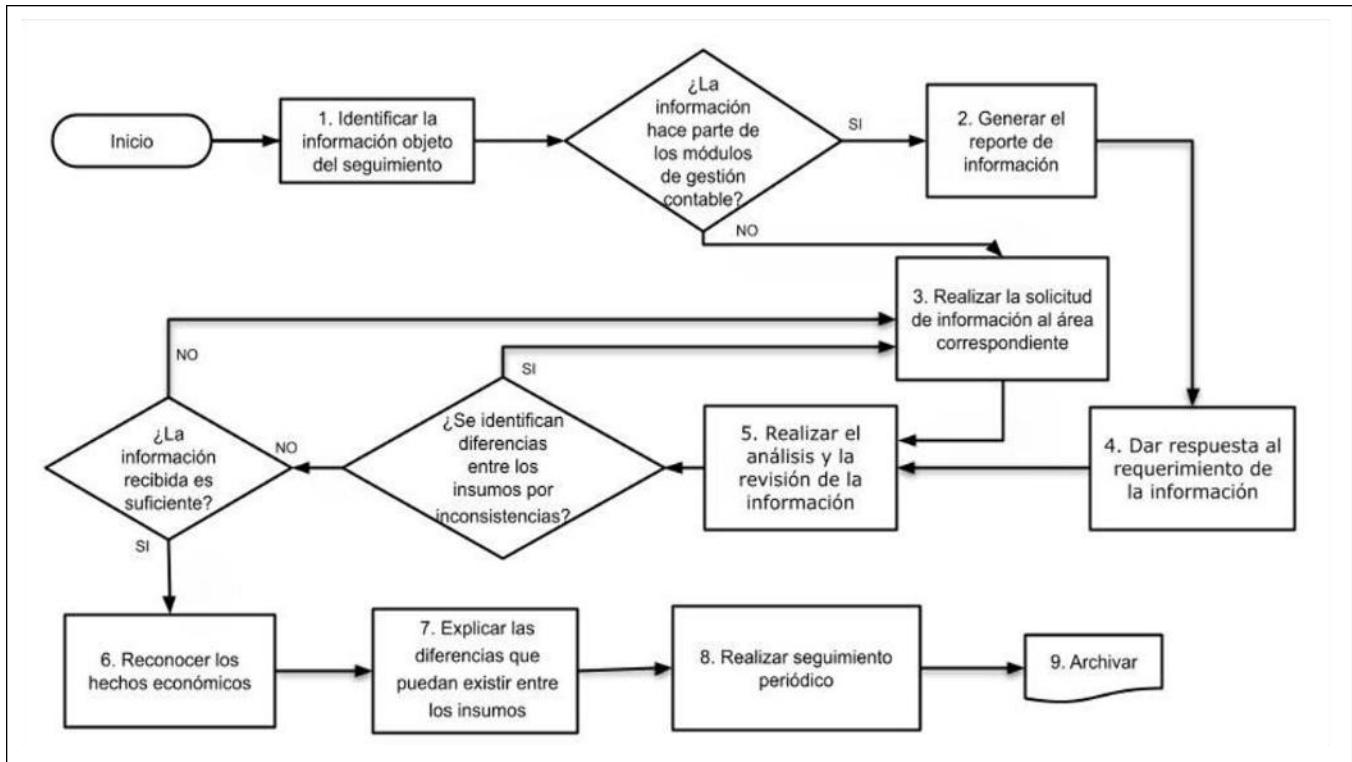 Inicio
1. Identificar la
información objeto
del seguimiento
¿La
información
hace parte de
los módulos
de gestión
contable?
SI
2. Generar el
reporte de
información
NO
3. Realizar la solicitud
de información al área
correspondiente
NO
SI
¿La
información
recibida es
suficiente?
NO
¿Se identifican
diferencias
entre los
insumos por
inconsistencias?
5. Realizar el
análisis y la
revisión de la
información
4. Dar respuesta al
requerimiento de
la información
SI
6. Reconocer los
hechos económicos
7. Explicar las
diferencias que
puedan existir entre
los insumos
8. Realizar seguimiento
periódico
9. Archivar